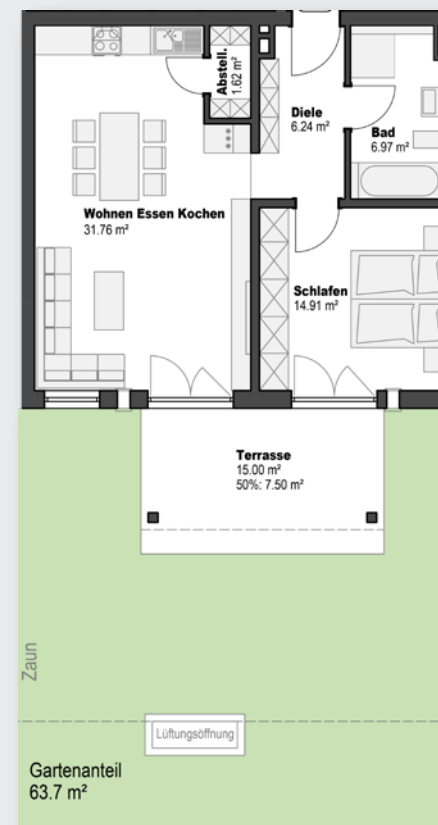 Abstell.
1.62 m²
Diele
6.24 m²
Bad
6.97 m²
Wohnen Essen Kochen
31.76 m²
Schlafen
14.91 m²
Terrasse
15.00 m²
50%: 7.50 m²
Zaun
Lüftungsöffnung
Gartenanteil
63.7 m²